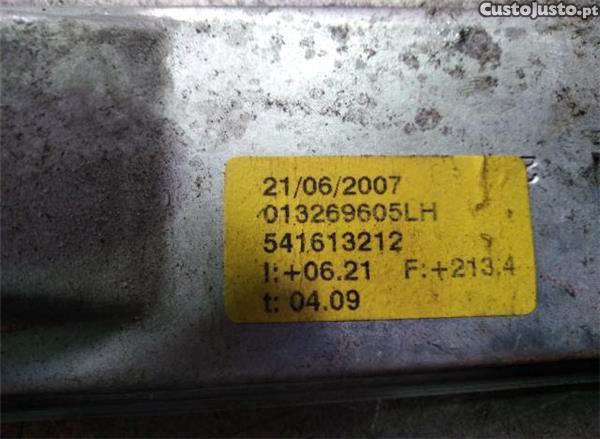 CustoJusto.pt
21/06/2007
013269605LH
541613212
I:+06.21 F:+213.4
t: 04.09